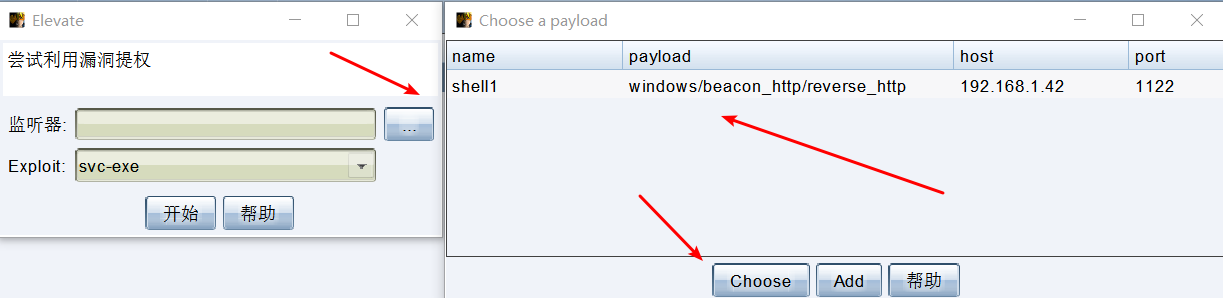 Elevate
尝试利用漏洞提权
监听器:
...
Exploit: svc-exe
开始 帮助
Choose a payload
name payload host port
shell1 windows/beacon_http/reverse_http 192.168.1.42 1122
Choose Add 帮助